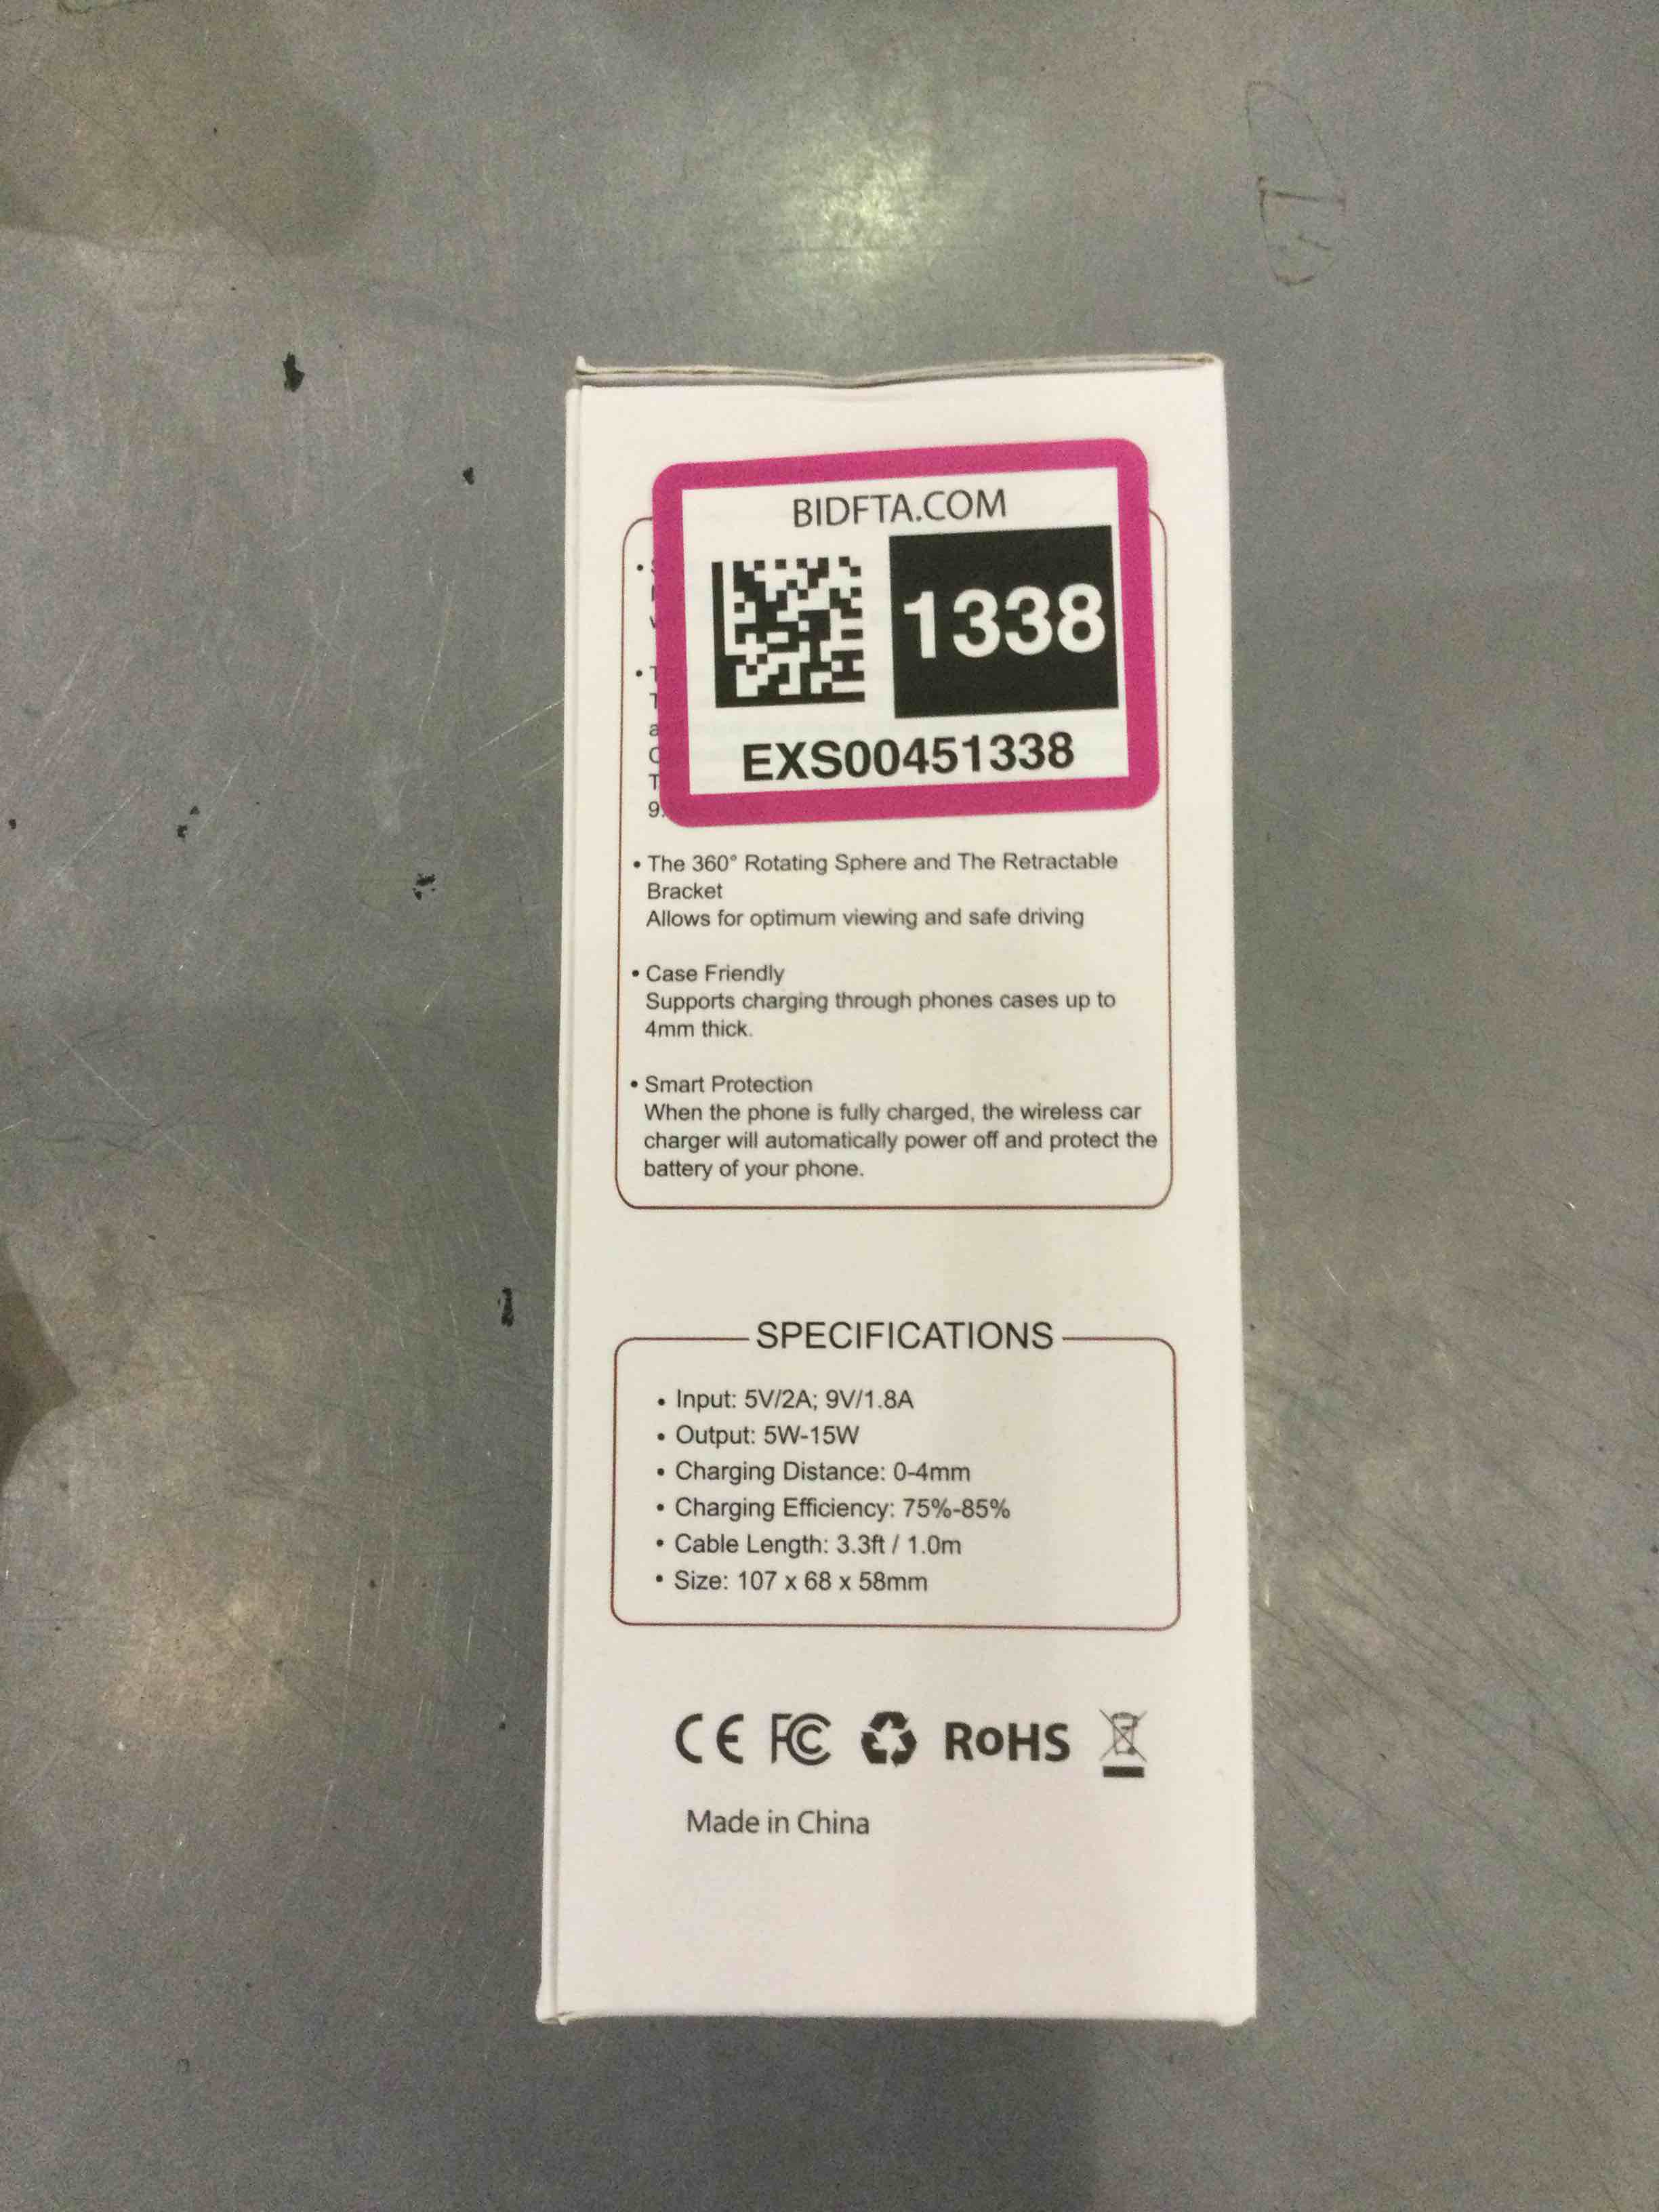 BIDFTA.COM
1338
EXS00451338
• The 360° Rotating Sphere and The Retractable
Bracket
Allows for optimum viewing and safe driving
• Case Friendly
Supports charging through phones cases up to
4mm thick.
• Smart Protection
When the phone is fully charged, the wireless car
charger will automatically power off and protect the
battery of your phone.
SPECIFICATIONS
• Input: 5V/2A; 9V/1.8A
• Output: 5W-15W
• Charging Distance: 0-4mm
• Charging Efficiency: 75%-85%
• Cable Length: 3.3ft / 1.0m
• Size: 107 x 68 x 58mm
CE FC RoHS
Made in China